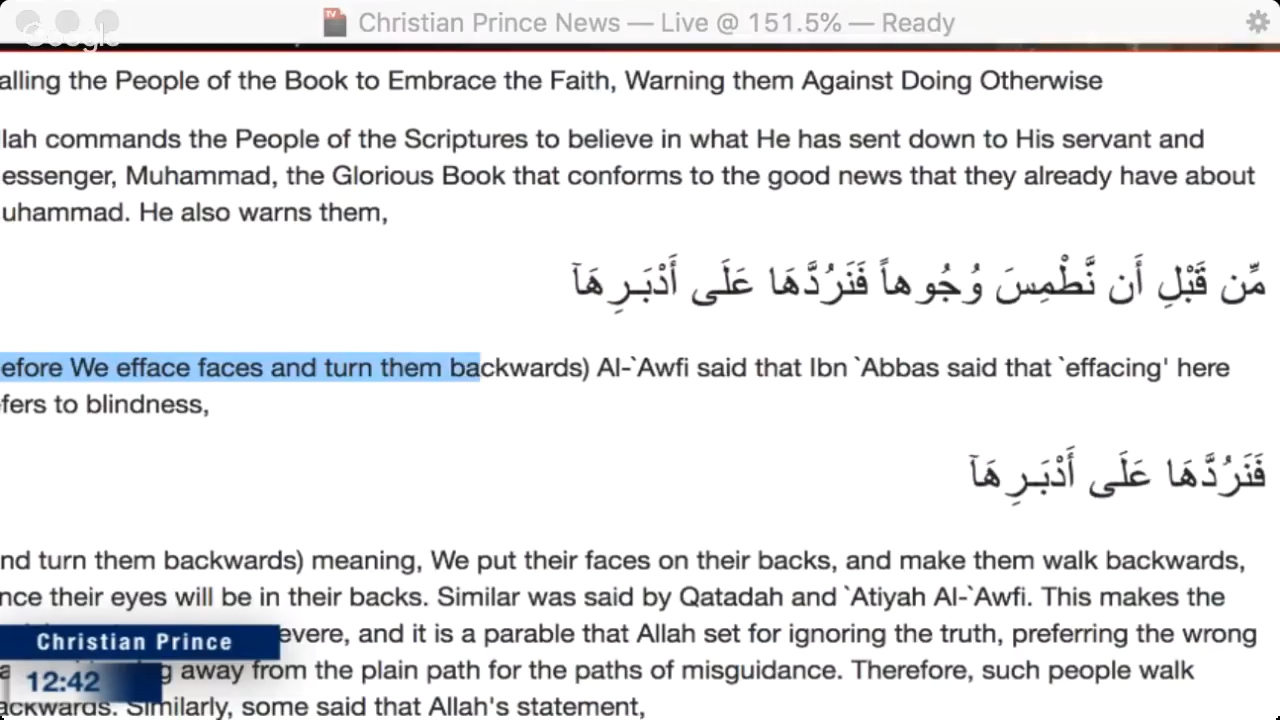 Christian Prince News — Live @ 151.5% — Ready
Google
alling the People of the Book to Embrace the Faith, Warning them Against Doing Otherwise
lah commands the People of the Scriptures to believe in what He has sent down to His servant and
essenger, Muhammad, the Glorious Book that conforms to the good news that they already have about
uhammad. He also warns them,
مِّن قَبْلِ أَن نَّطْمِسَ وُجُوهاً فَنَرُدَّهَا عَلَى أَدْبَـرِهَآ
efore We efface faces and turn them backwards) Al-`Awfi said that Ibn `Abbas said that `effacing' here
fers to blindness,
فَنَرُدَّهَا عَلَى أَدْبَـرِهَآ
nd turn them backwards) meaning, We put their faces on their backs, and make them walk backwards,
nce their eyes will be in their backs. Similar was said by Qatadah and `Atiyah Al-`Awfi. This makes the
evere, and it is a parable that Allah set for ignoring the truth, preferring the wrong
Christian Prince
away from the plain path for the paths of misguidance. Therefore, such people walk
12:42
ackwards. Similarly, some said that Allah's statement,